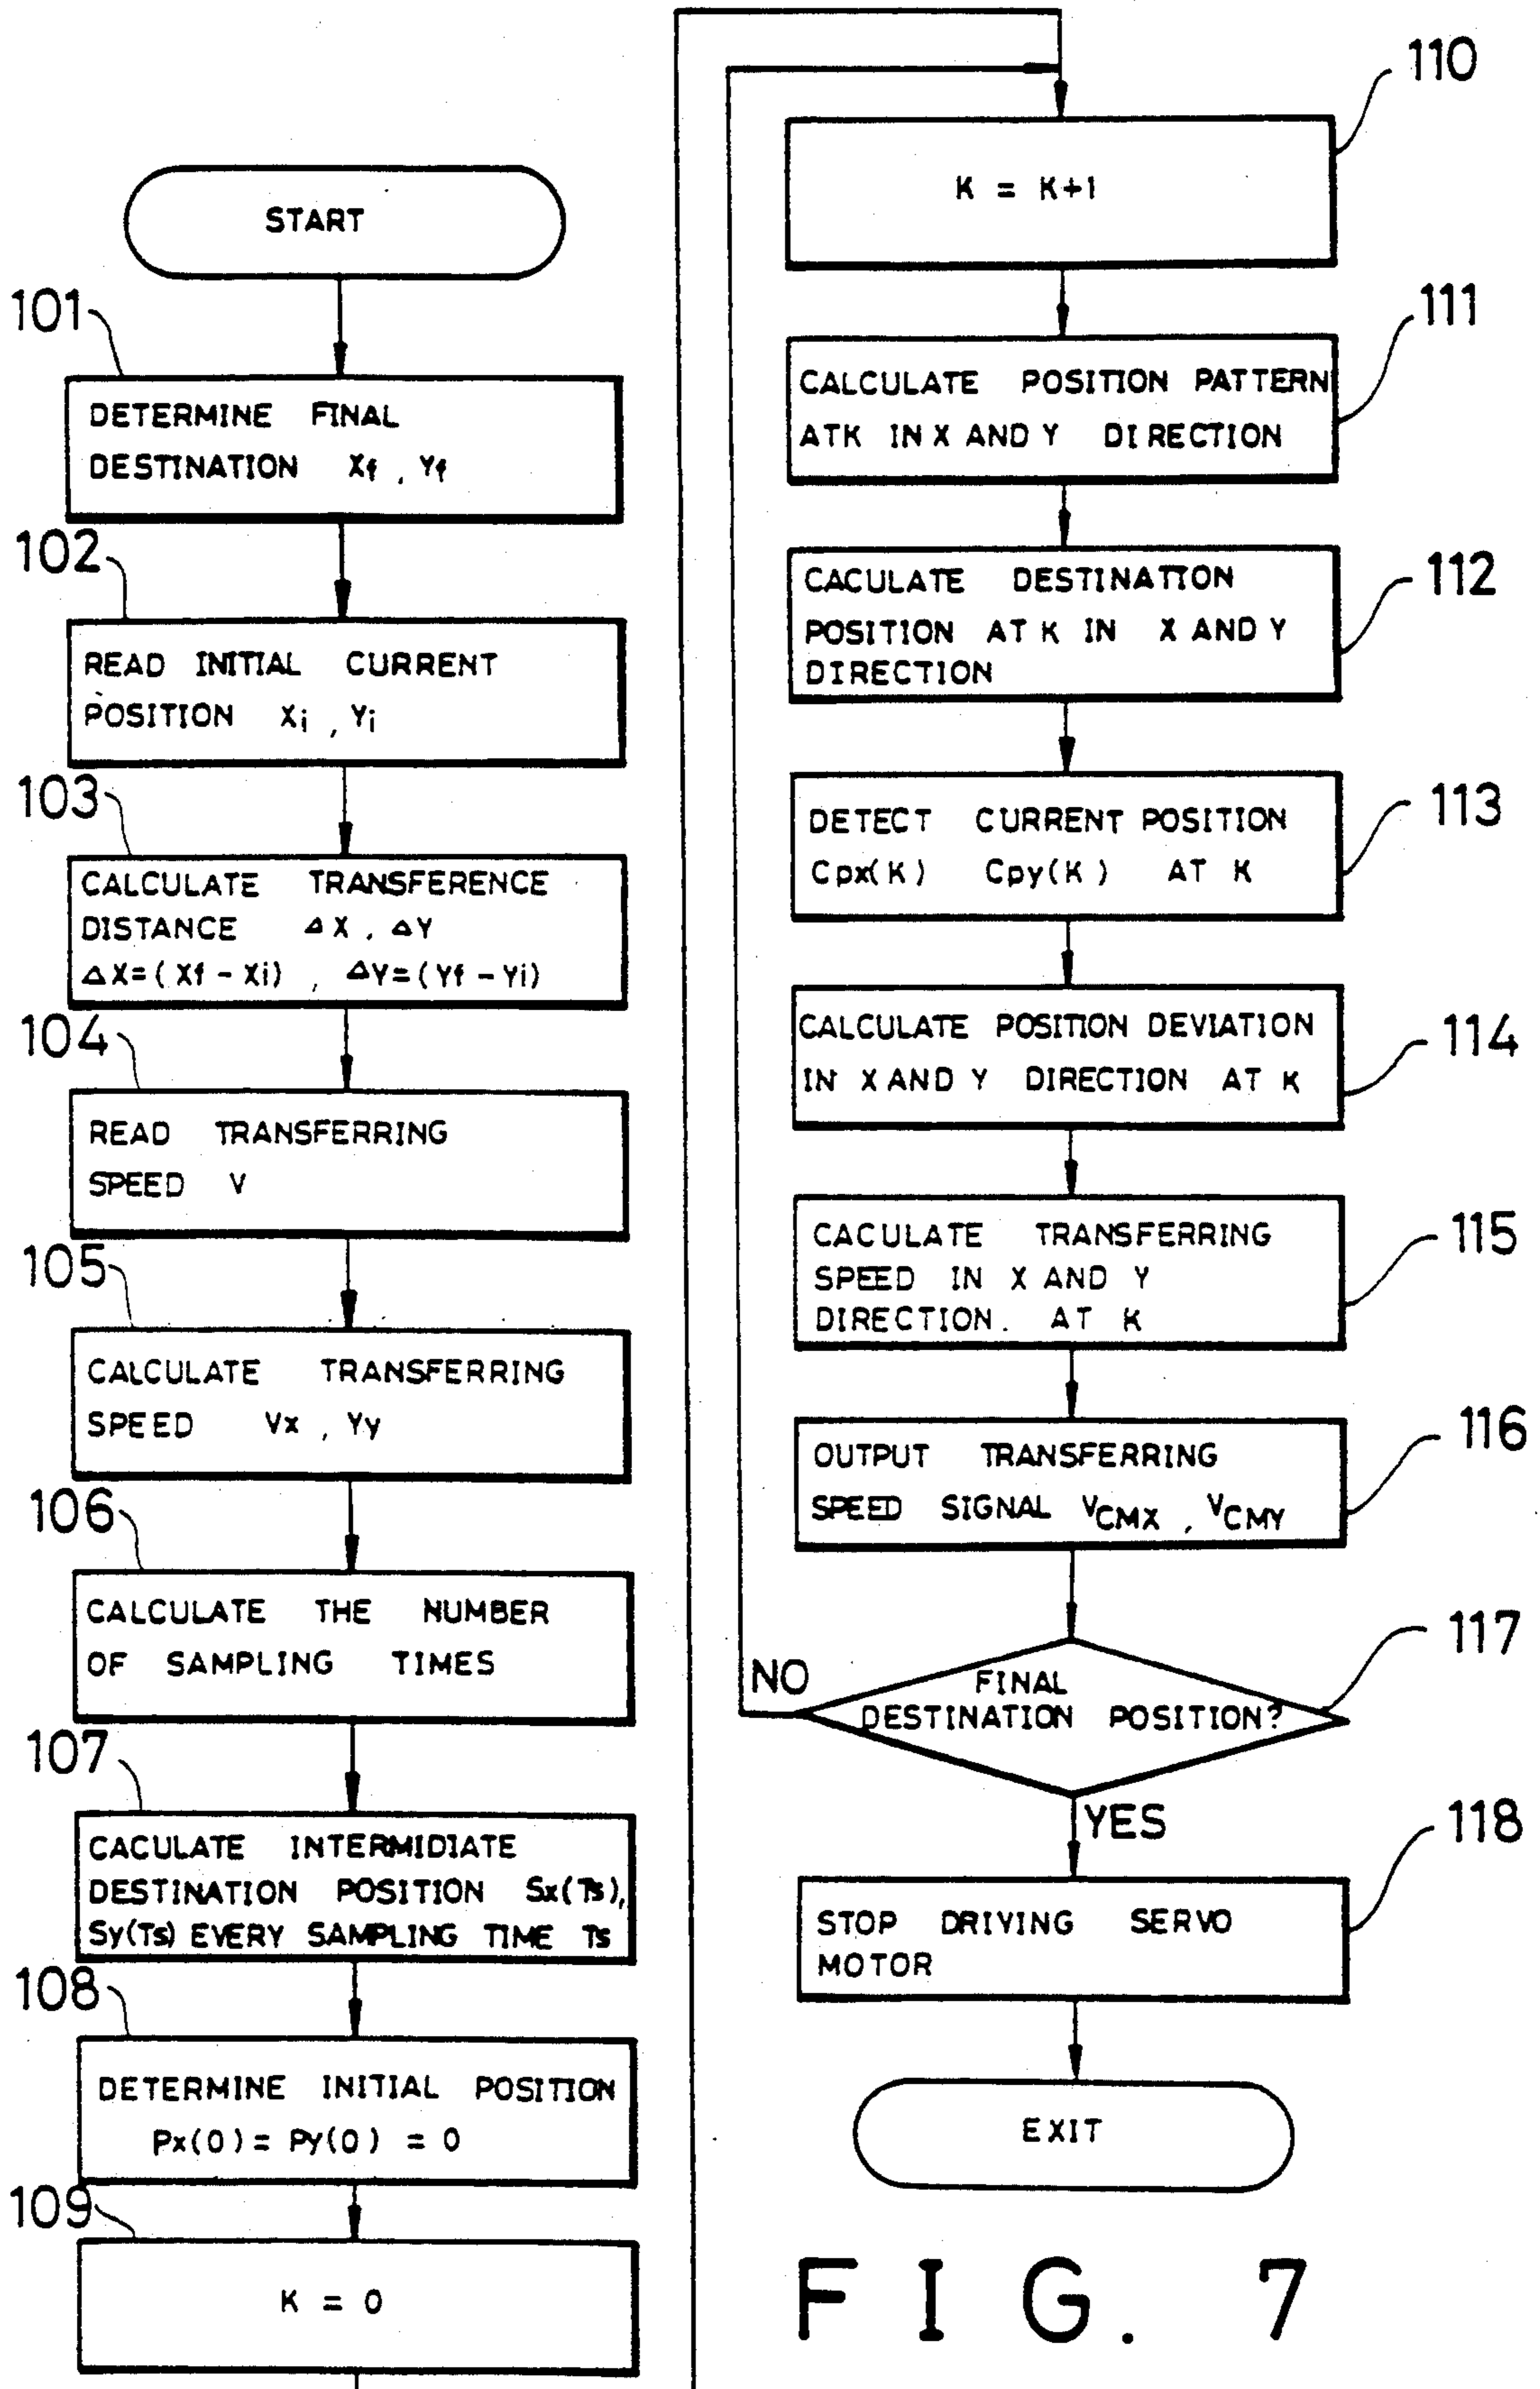 START
101
DETERMINE FINAL
DESTINATION Xf , Yf
102
READ INITIAL CURRENT
POSITION Xi , Yi
103
CALCULATE TRANSFERENCE
DISTANCE ΔX , ΔY
ΔX=(Xf - Xi) , ΔY=(Yf - Yi)
104
READ TRANSFERRING
SPEED V
105
CALCULATE TRANSFERRING
SPEED Vx , Yy
106
CALCULATE THE NUMBER
OF SAMPLING TIMES
107
CACULATE INTERMIDIATE
DESTINATION POSITION Sx(Ts),
Sy(Ts) EVERY SAMPLING TIME Ts
108
DETERMINE INITIAL POSITION
Px(0) = Py(0) = 0
109
K = 0
110
K = K+1
111
CALCULATE POSITION PATTERN
ATK IN X AND Y DIRECTION
112
CACULATE DESTINATION
POSITION AT K IN X AND Y
DIRECTION
113
DETECT CURRENT POSITION
Cpx(K) Cpy(K) AT K
114
CALCULATE POSITION DEVIATION
IN X AND Y DIRECTION AT K
115
CACULATE TRANSFERRING
SPEED IN X AND Y
DIRECTION. AT K
116
OUTPUT TRANSFERRING
SPEED SIGNAL VCMX , VCMY
117
NO
FINAL
DESTINATION POSITION?
YES
118
STOP DRIVING SERVO
MOTOR
EXIT
FIG. 7